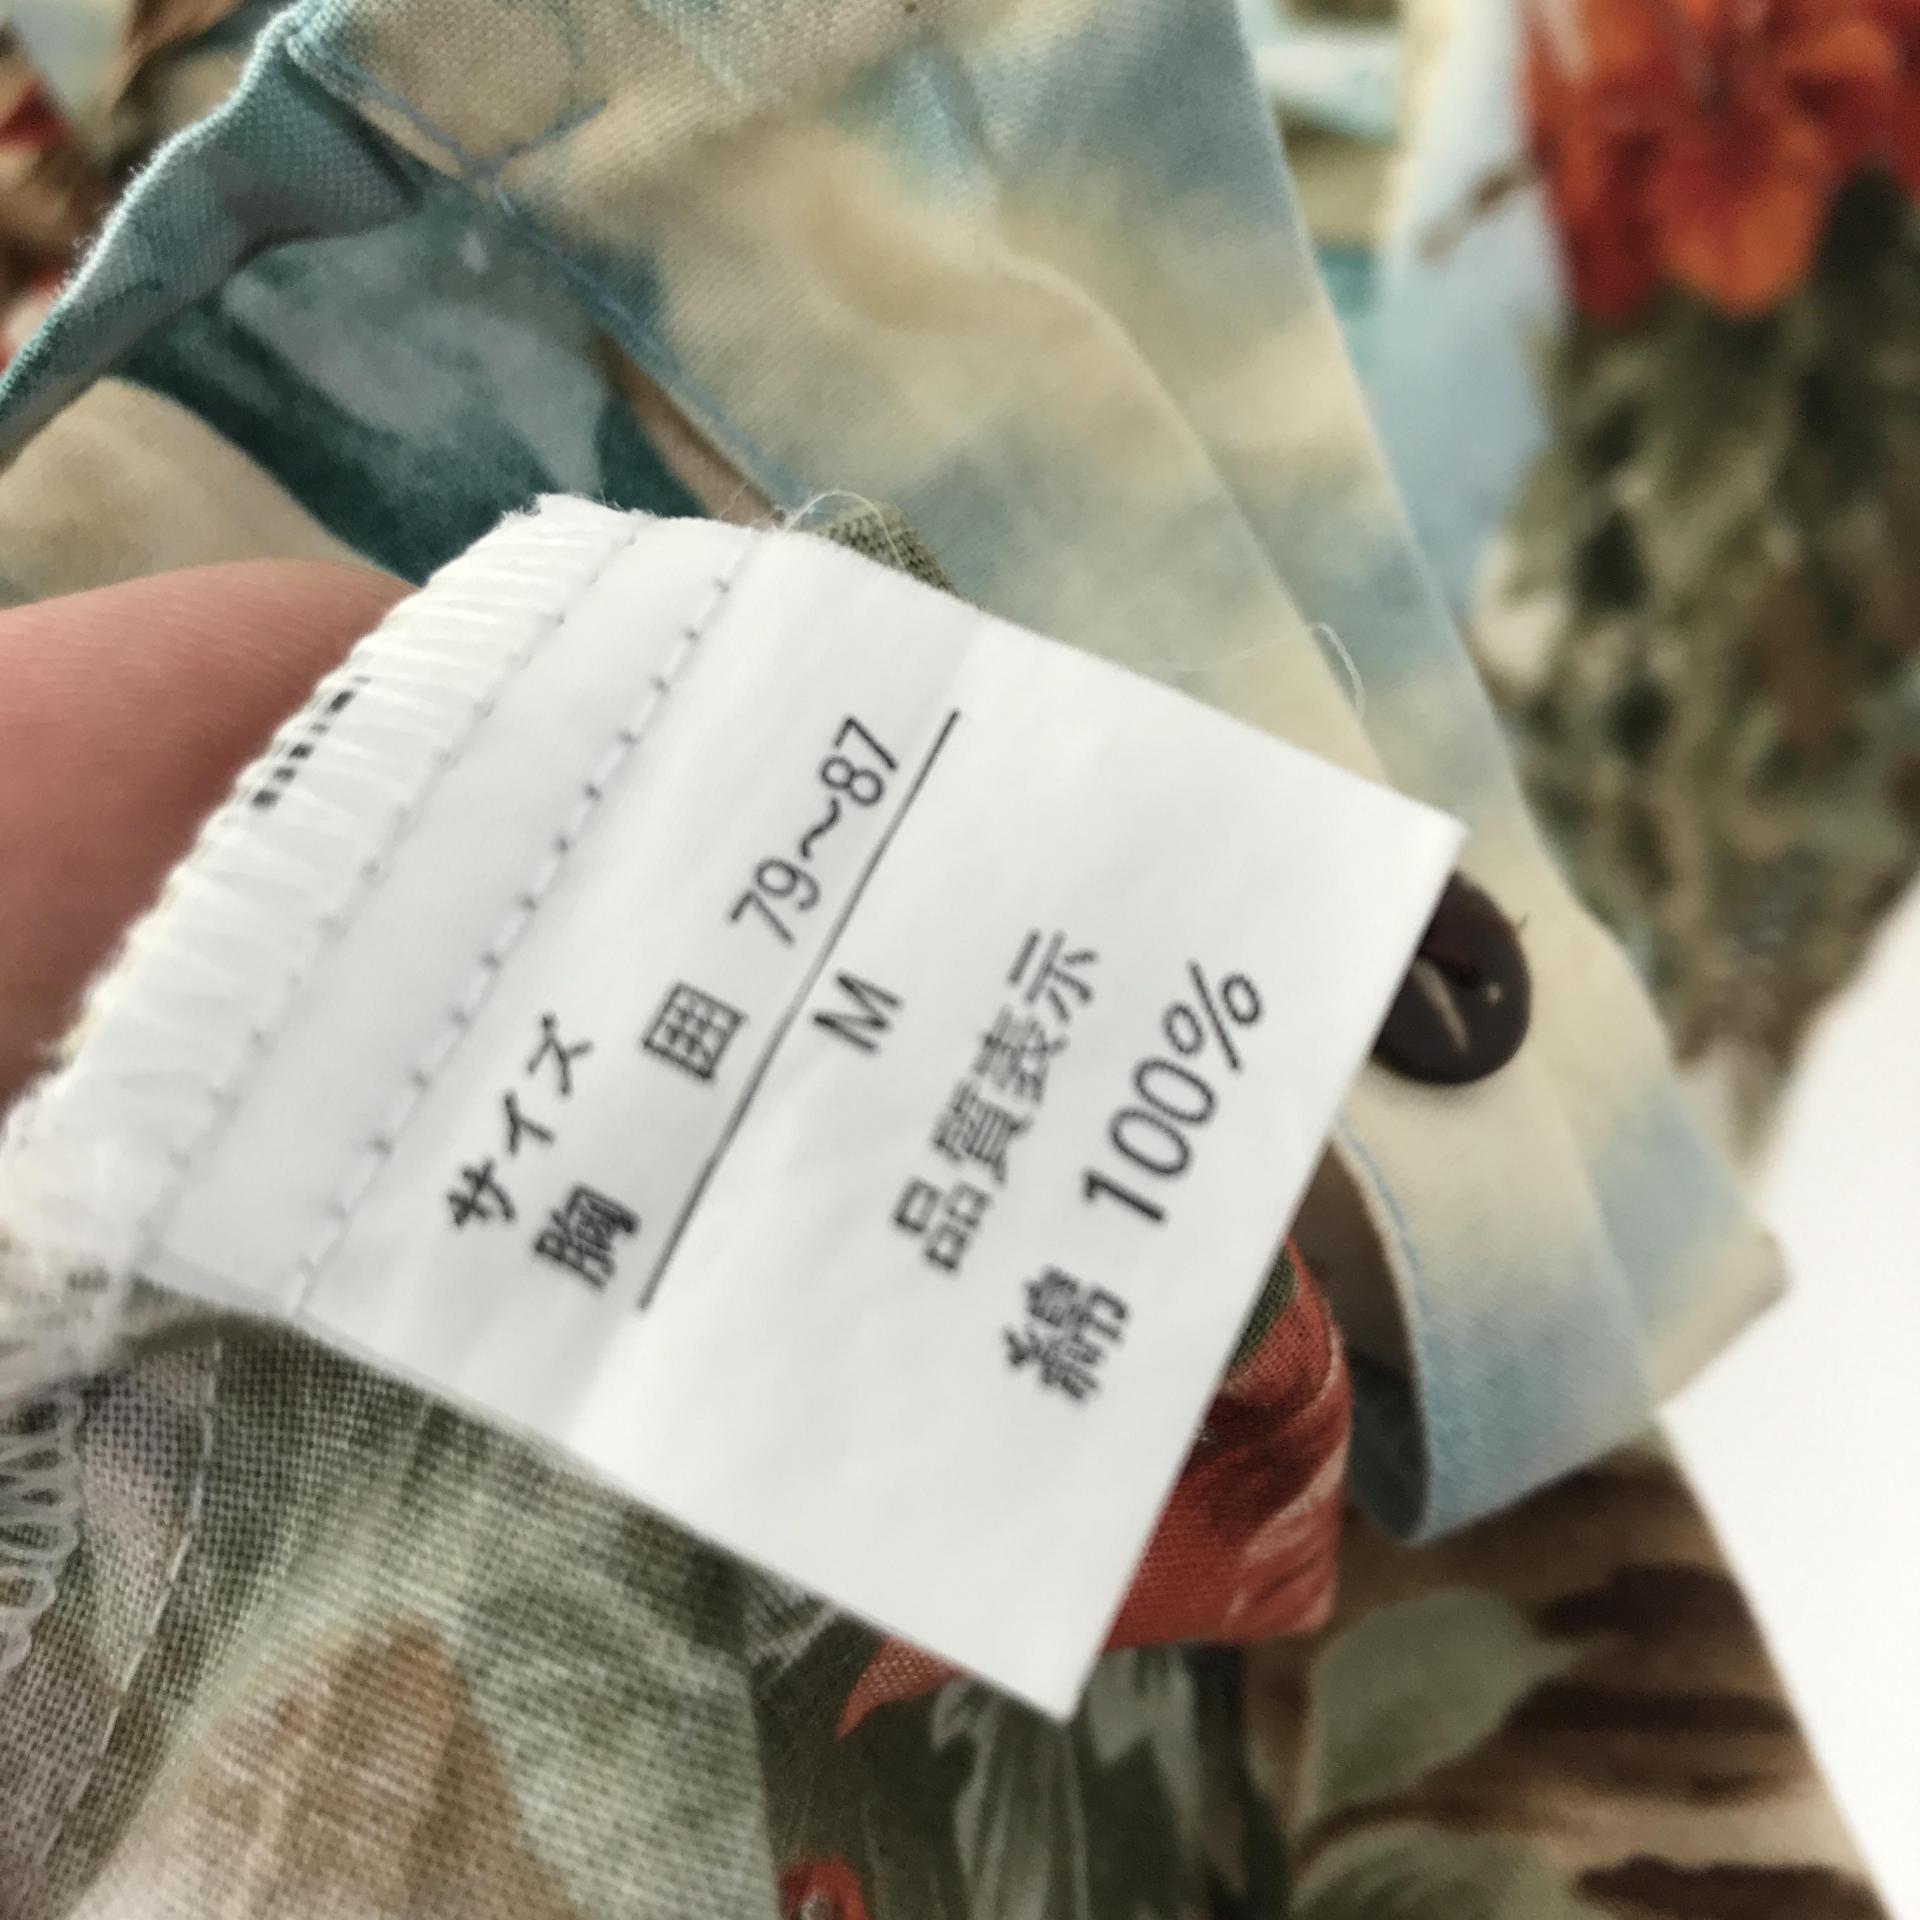 サイズ
胸 囲 79~87
M
品質表示
綿 100%